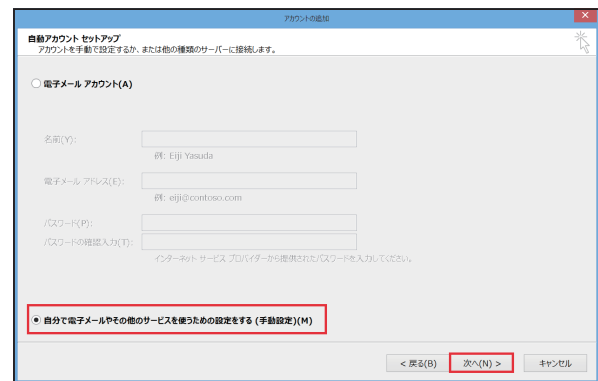 アカウントの追加
自動アカウント セットアップ
アカウントを手動で設定するか、または他の種類のサーバーに接続します。
電子メール アカウント(A)
名前(Y):
例: Eiji Yasuda
電子メール アドレス(E):
例: eiji@contoso.com
パスワード(P):
パスワードの確認入力(T):
インターネット サービス プロバイダーから提供されたパスワードを入力してください。
自分で電子メールやその他のサービスを使うための設定をする (手動設定)(M)
< 戻る(B) 次へ(N) > キャンセル